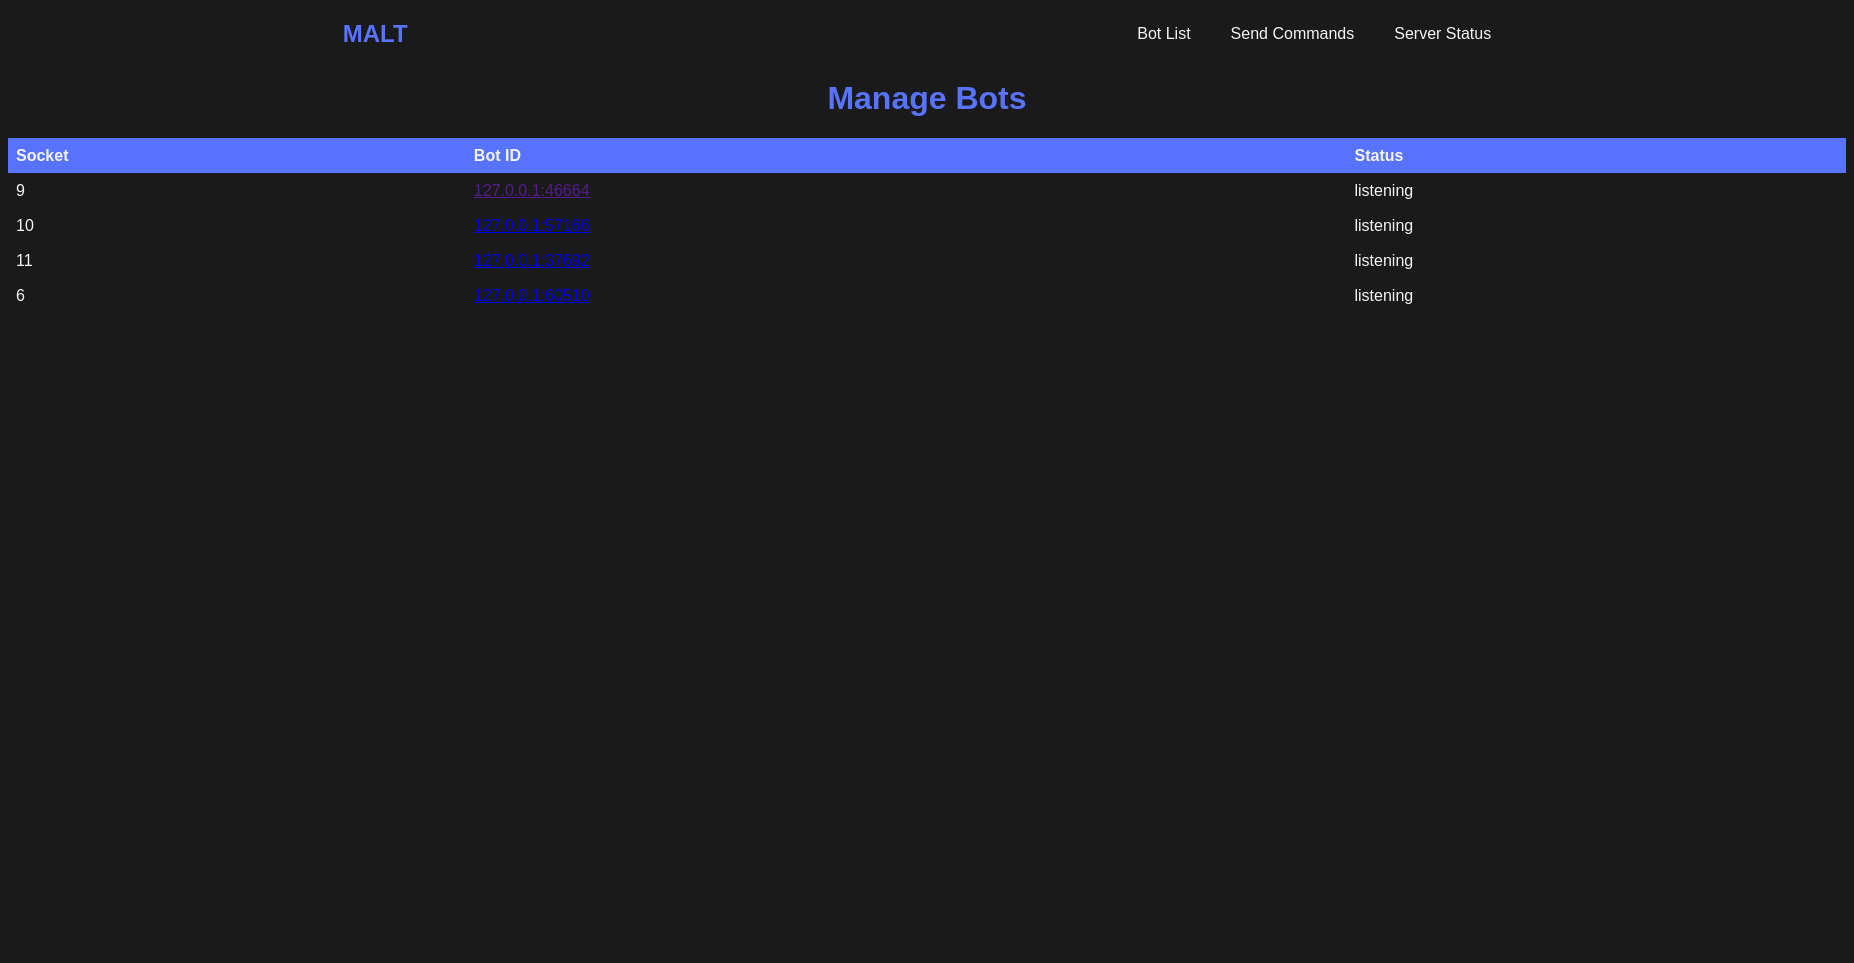 MALT Bot List Send Commands Server Status
Manage Bots
Socket Bot ID Status
9 127.0.0.1:46664 listening
10 127.0.0.1:57166 listening
11 127.0.0.1:37692 listening
6 127.0.0.1:60510 listening